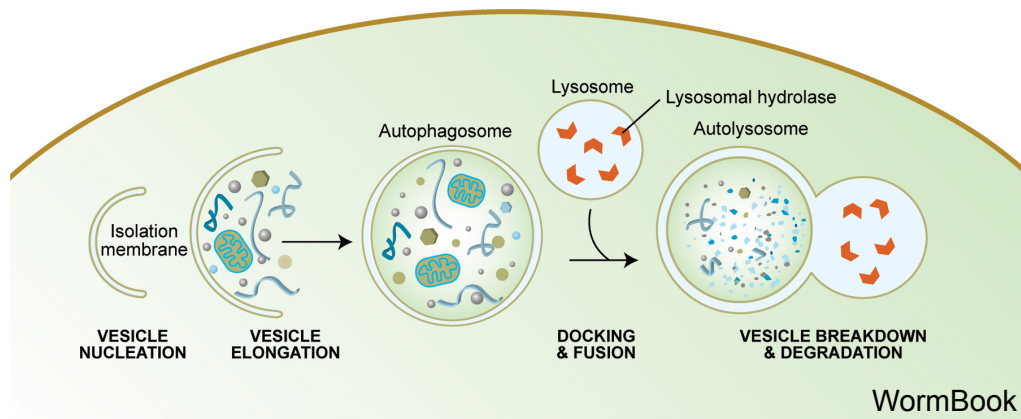 Lysosome
Lysosomal hydrolase
Autophagosome
Autolysosome
Isolation
membrane
VESICLE
NUCLEATION
VESICLE
ELONGATION
DOCKING
& FUSION
VESICLE BREAKDOWN
& DEGRADATION
WormBook